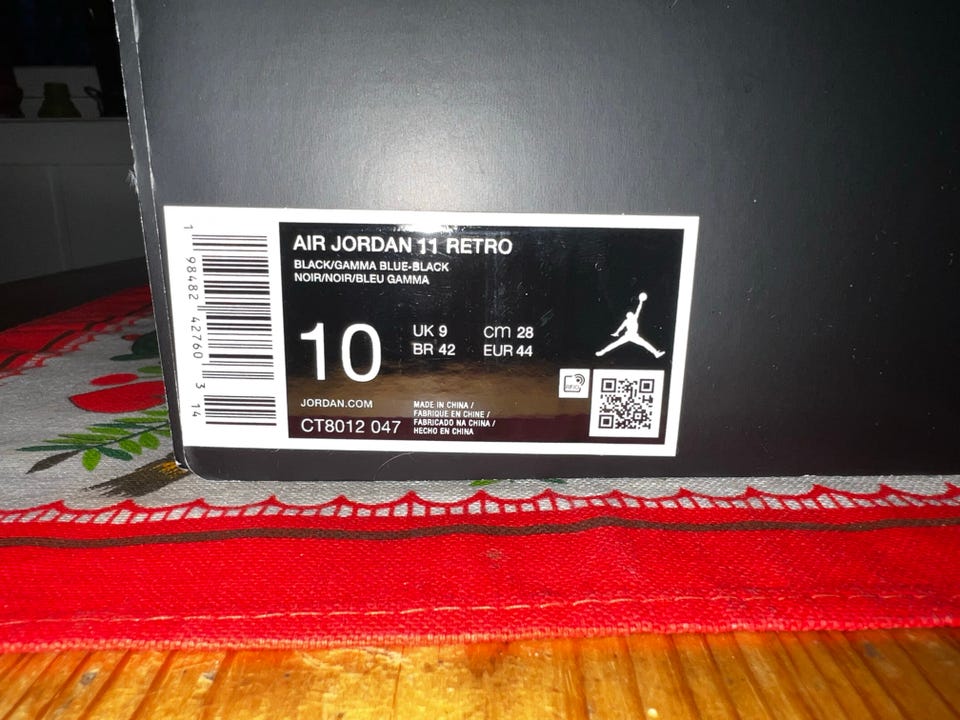 1 98482 42760 3 14
AIR JORDAN 11 RETRO
BLACK/GAMMA BLUE-BLACK
NOIR/NOIR/BLEU GAMMA
10
UK 9 cm 28
BR 42 EUR 44
JORDAN.COM
CT8012 047
MADE IN CHINA /
FABRIQUE EN CHINE /
FABRICADO NA CHINA /
HECHO EN CHINA
RFID